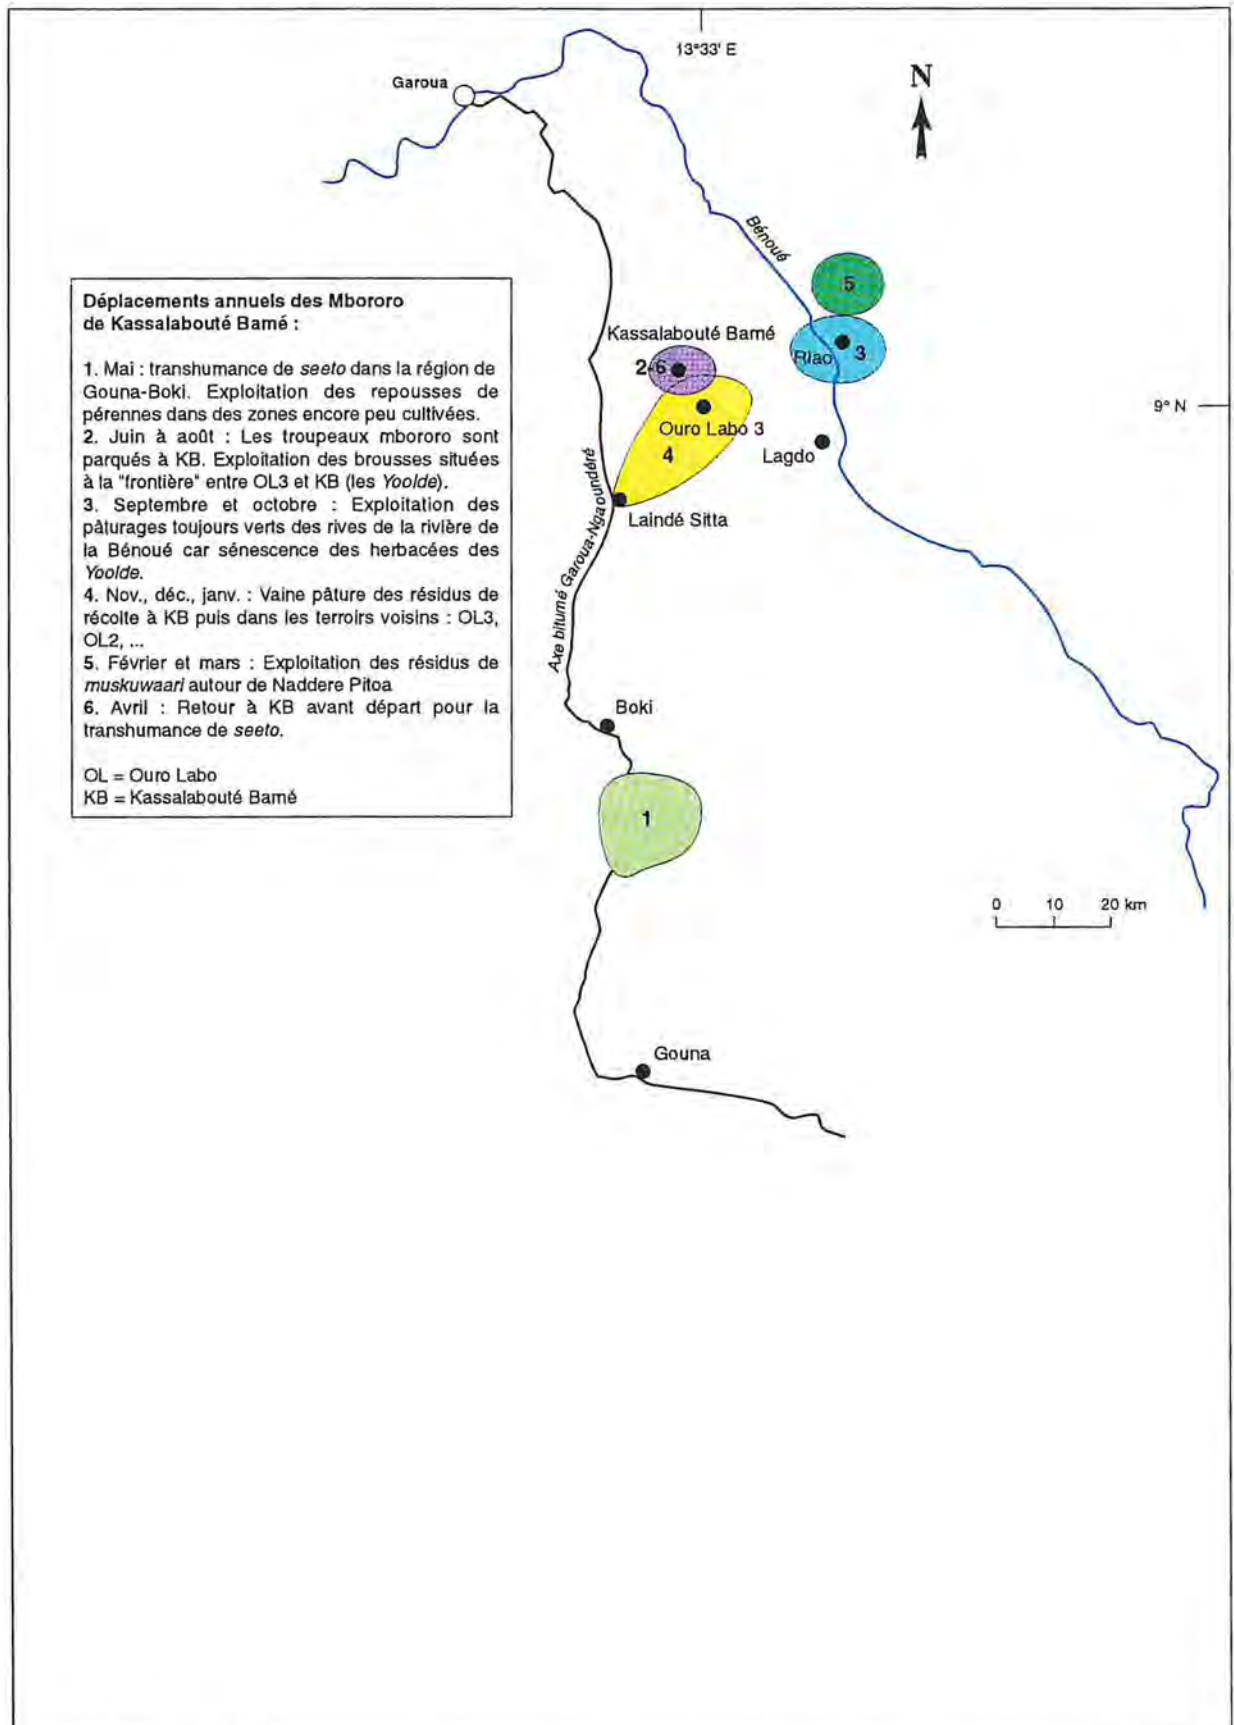 13°33' E
Garoua
N
Bénoué
5
Déplacements annuels des Mbororo
de Kassalabouté Bamé :
1. Mai : transhumance de seeto dans la région de
Gouna-Boki. Exploitation des repousses de
pérennes dans des zones encore peu cultivées.
2. Juin à août : Les troupeaux mbororo sont
parqués à KB. Exploitation des brousses situées
à la "frontière" entre OL3 et KB (les Yoolde).
3. Septembre et octobre : Exploitation des
pâturages toujours verts des rives de la rivière de
la Bénoué car sénescence des herbacées des
Yoolde.
4. Nov., déc., janv. : Vaine pâture des résidus de
récolte à KB puis dans les terroirs voisins : OL3,
OL2, ...
5. Février et mars : Exploitation des résidus de
muskuwaari autour de Naddere Pitoa
6. Avril : Retour à KB avant départ pour la
transhumance de seeto.
OL = Ouro Labo
KB = Kassalabouté Bamé
Kassalabouté Bamé
2-6
Riao
3
9° N
Ouro Labo 3
4
Lagdo
Laindé Sitta
Axe bitumé Garoua-Ngaoundéré
Boki
1
0 10 20 km
Gouna